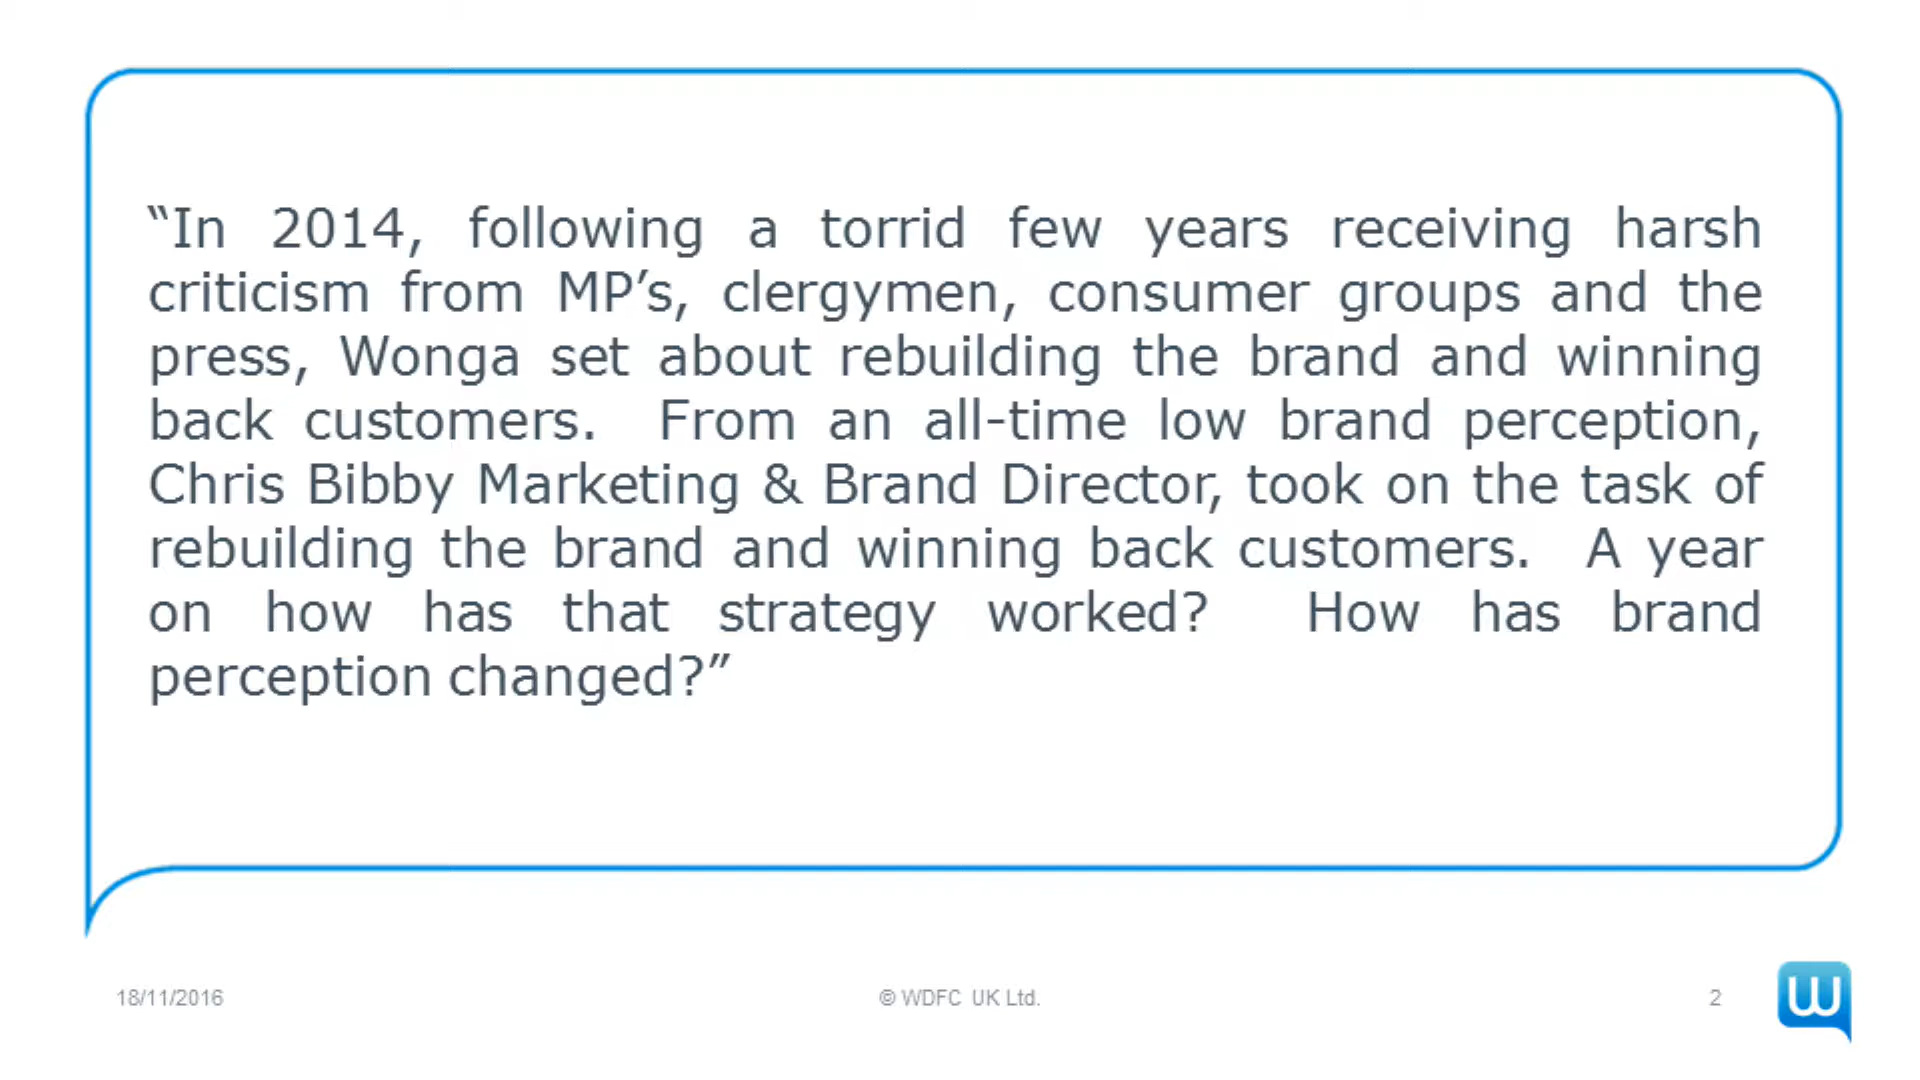 “In 2014, following a torrid few years receiving harsh
criticism from MP’s, clergymen, consumer groups and the
press, Wonga set about rebuilding the brand and winning
back customers.  From an all-time low brand perception,
Chris Bibby Marketing & Brand Director, took on the task of
rebuilding the brand and winning back customers.  A year
on how has that strategy worked?  How has brand
perception changed?”
18/11/2016
© WDFC UK Ltd.
2
w